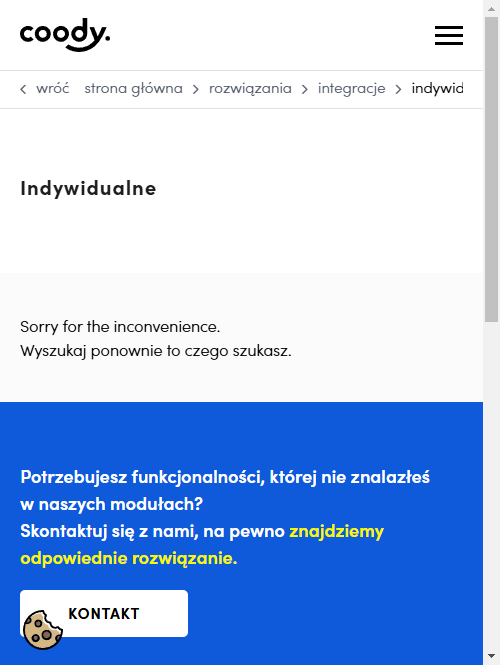 coody.
wróć strona główna rozwiązania integracje indywid
Indywidualne
Sorry for the inconvenience.
Wyszukaj ponownie to czego szukasz.
Potrzebujesz funkcjonalności, której nie znalazłeś
w naszych modułach?
Skontaktuj się z nami, na pewno znajdziemy
odpowiednie rozwiązanie.
KONTAKT